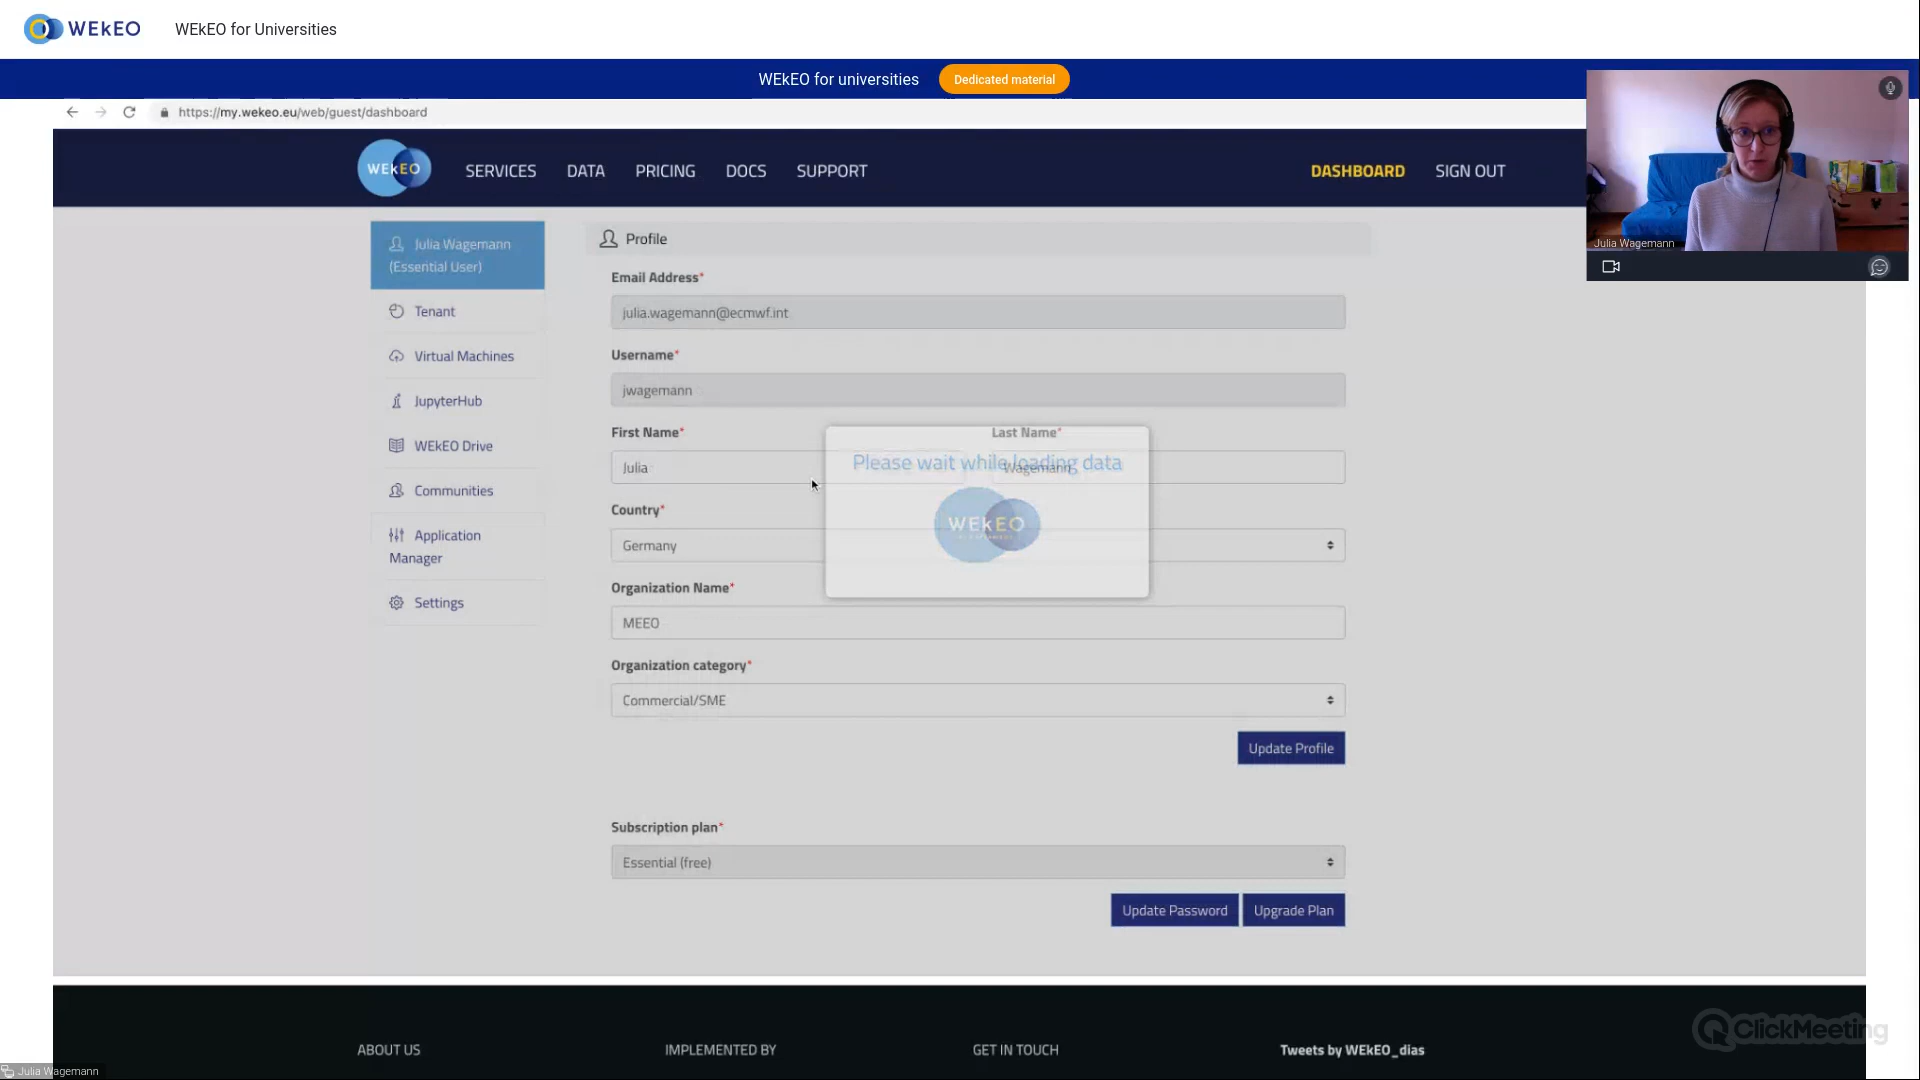 WEkEO
WEkEO for Universities
WEkEO for universities
Dedicated material
https://my.wekeo.eu/web/guest/dashboard
WEkEO
SERVICES
DATA
PRICING
DOCS
SUPPORT
DASHBOARD
SIGN OUT
Julia Wagemann
Julia Wagemann
(Essential User)
Tenant
Virtual Machines
JupyterHub
WEkEO Drive
Communities
Application
Manager
Settings
Profile
Email Address*
julia.wagemann@ecmwf.int
Username*
jwagemann
First Name*
Last Name*
Julia
Wagemann
Please wait while loading data
WEkEO
Country*
Germany
Organization Name*
MEEO
Organization category*
Commercial/SME
Update Profile
Subscription plan*
Essential (free)
Update Password
Upgrade Plan
ABOUT US
IMPLEMENTED BY
GET IN TOUCH
Tweets by WEkEO_dias
ClickMeeting
Julia Wagemann